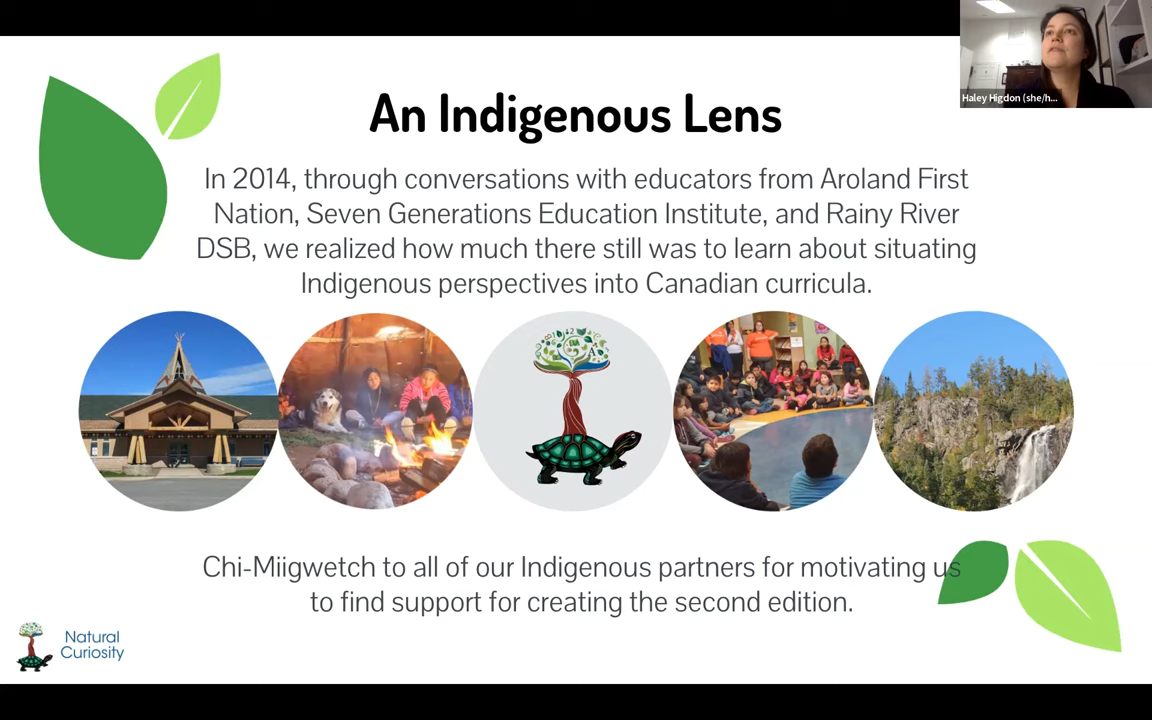 An Indigenous Lens
Haley Higdon (she/h...
In 2014, through conversations with educators from Aroland First
Nation, Seven Generations Education Institute, and Rainy River
DSB, we realized how much there still was to learn about situating
Indigenous perspectives into Canadian curricula.
Chi-Miigwetch to all of our Indigenous partners for motivating us
to find support for creating the second edition.
Natural
Curiosity